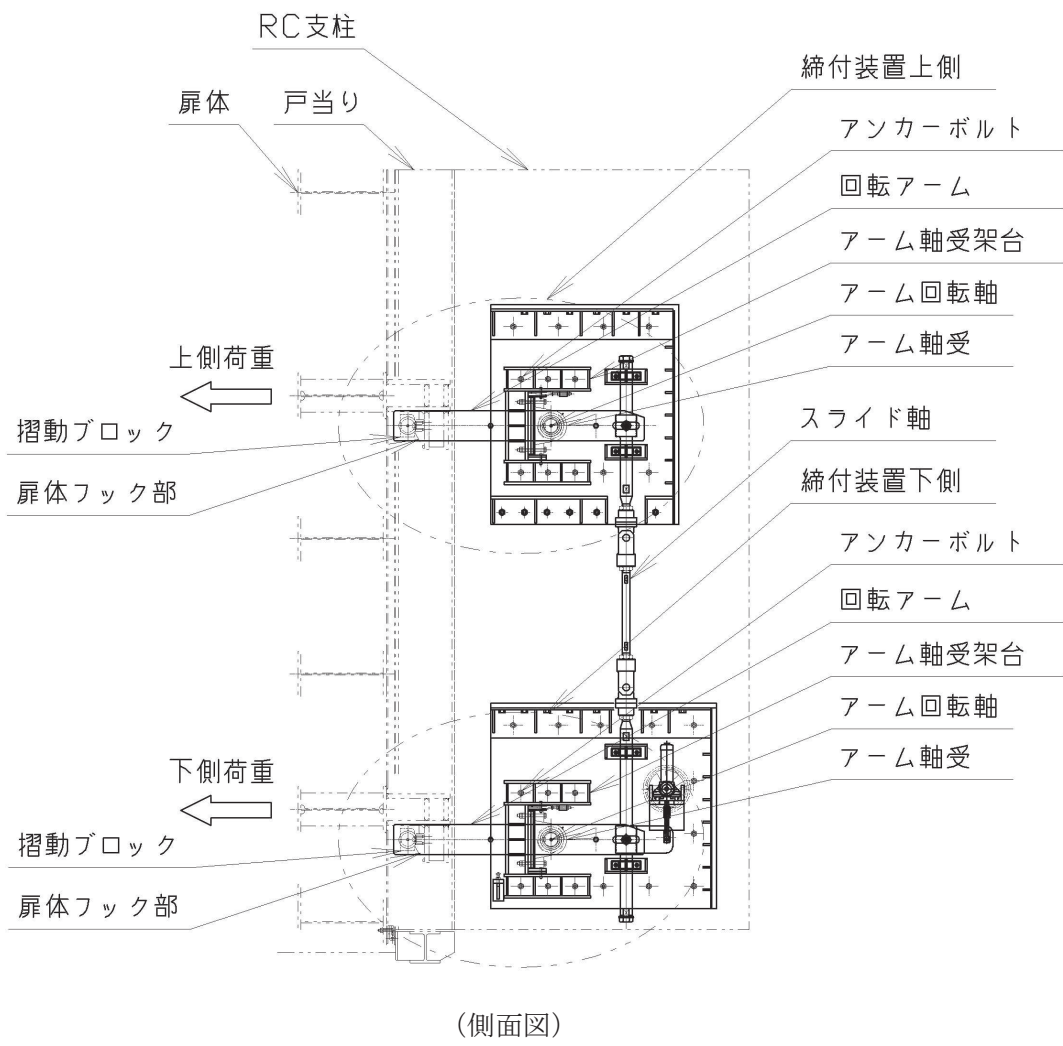 RC支柱
締付装置上側
扉体
戸当り
アンカーボルト
回転アーム
アーム軸受架台
アーム回転軸
アーム軸受
上側荷重
摺動ブロック
扉体フック部
スライド軸
締付装置下側
アンカーボルト
回転アーム
アーム軸受架台
アーム回転軸
アーム軸受
下側荷重
摺動ブロック
扉体フック部
(側面図)